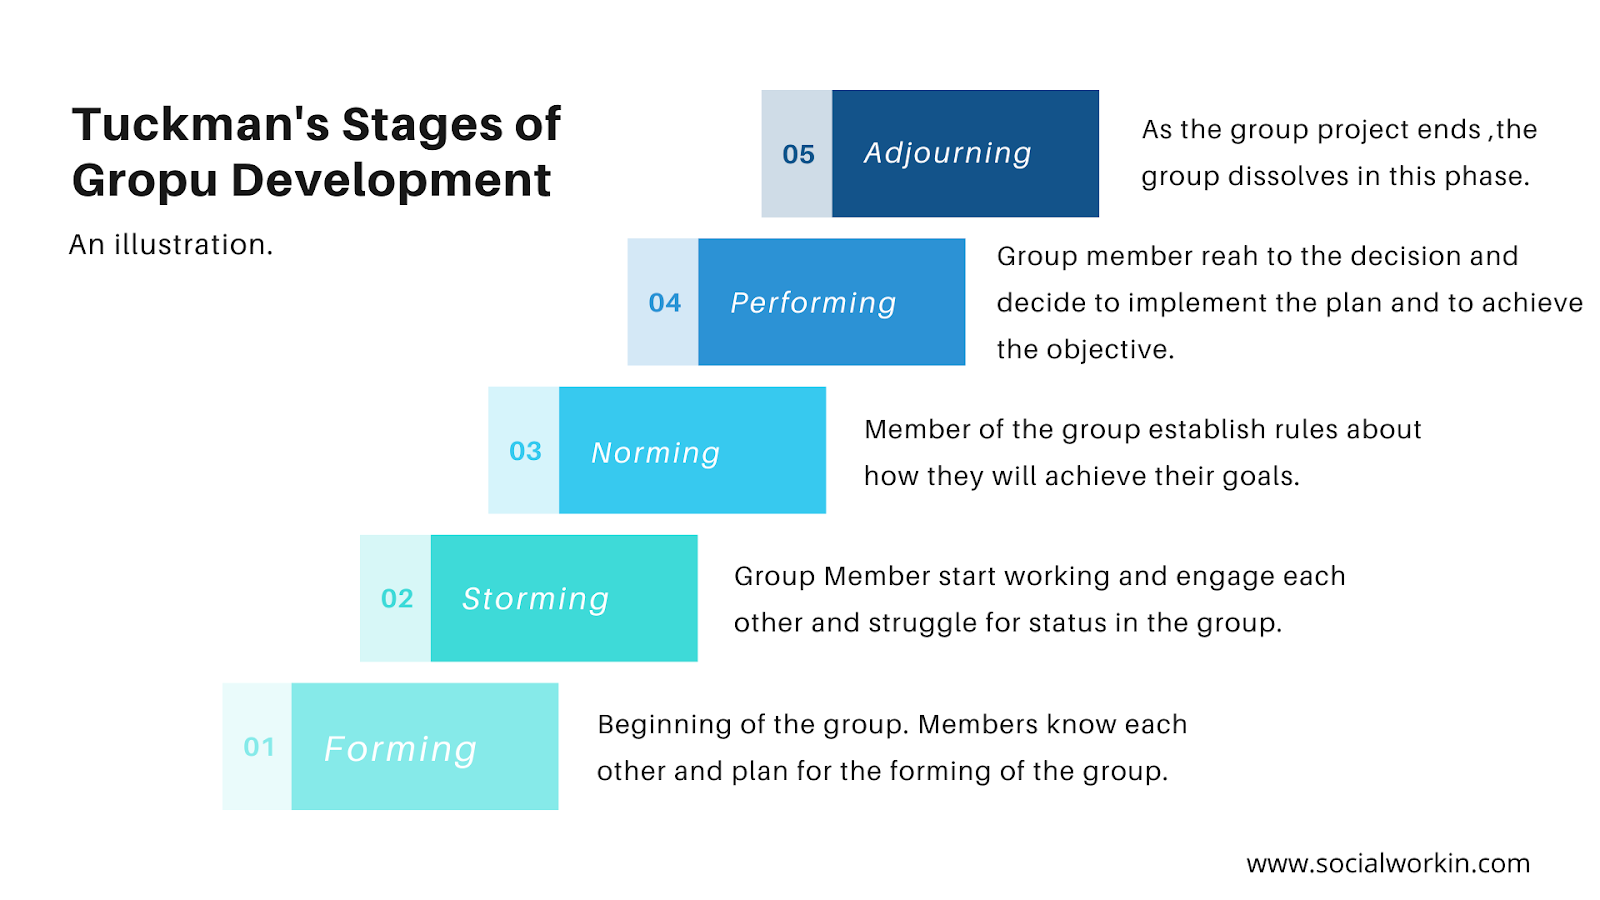 Tuckman's Stages of
Gropu Development
An illustration.
05
Adjourning
As the group project ends ,the
group dissolves in this phase.
04
Performing
Group member reah to the decision and
decide to implement the plan and to achieve
the objective.
03
Norming
Member of the group establish rules about
how they will achieve their goals.
02
Storming
Group Member start working and engage each
other and struggle for status in the group.
01
Forming
Beginning of the group. Members know each
other and plan for the forming of the group.
www.socialworkin.com